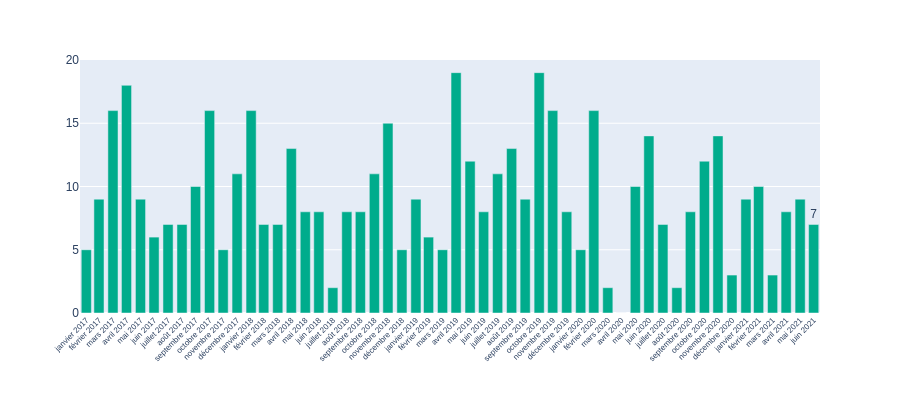 20
15
10
5
0
7
janvier 2017
février 2017
mars 2017
avril 2017
mai 2017
juin 2017
juillet 2017
août 2017
septembre 2017
octobre 2017
novembre 2017
décembre 2017
janvier 2018
février 2018
mars 2018
avril 2018
mai 2018
juin 2018
juillet 2018
août 2018
septembre 2018
octobre 2018
novembre 2018
décembre 2018
janvier 2019
février 2019
mars 2019
avril 2019
mai 2019
juin 2019
juillet 2019
août 2019
septembre 2019
octobre 2019
novembre 2019
décembre 2019
janvier 2020
février 2020
mars 2020
avril 2020
mai 2020
juin 2020
juillet 2020
août 2020
septembre 2020
octobre 2020
novembre 2020
décembre 2020
janvier 2021
février 2021
mars 2021
avril 2021
mai 2021
juin 2021